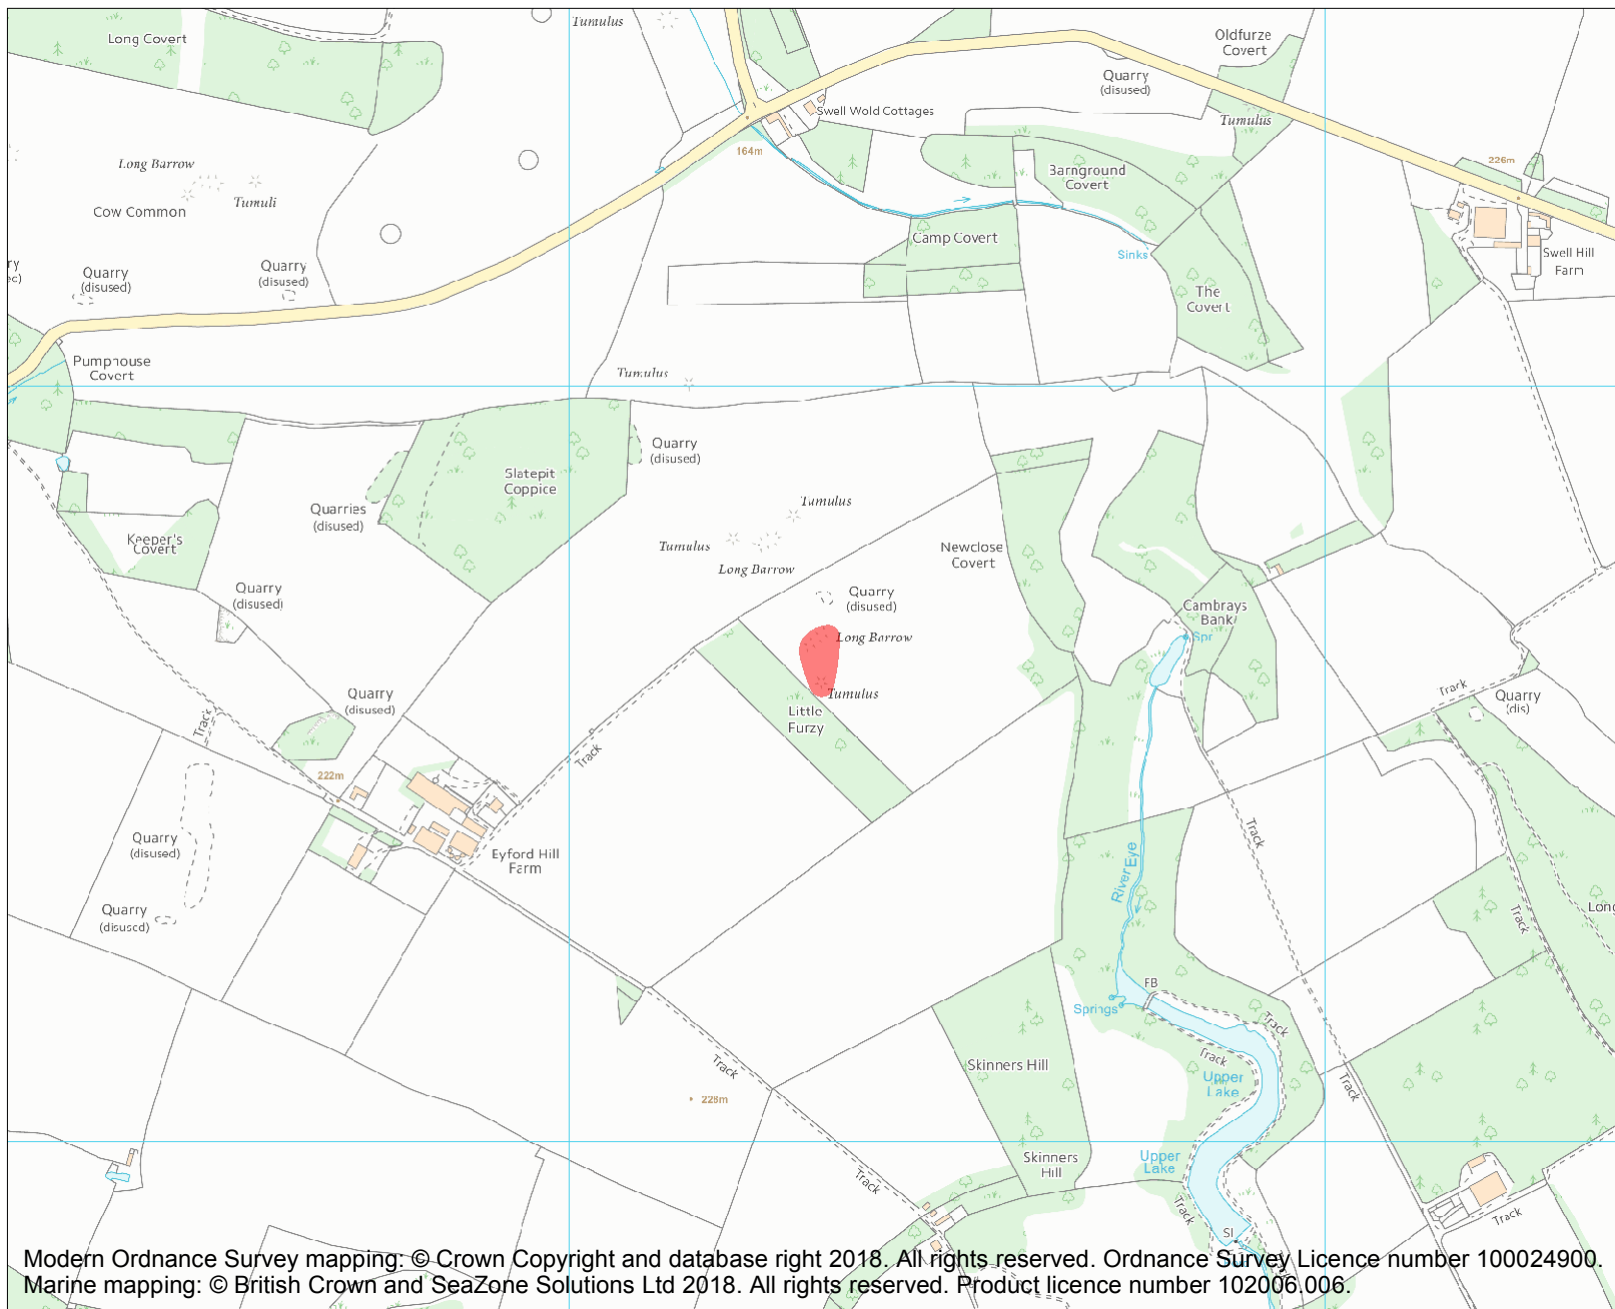 Tumulus
Long Covert
Oldfurze
Covert
Quarry
(disused)
Swell Wold Cottages
Tumulus
164m
226m
Long Barrow
Tumuli
Cow Common
Barnground
Covert
Camp Covert
Sinks
Swell Hill
Farm
Quarry
(disused)
Quarry
(disused)
The
Covert
Pumphouse
Covert
Tumulus
Quarry
(disused)
Slatepit
Coppice
Quarries
(disused)
Tumulus
Keeper's
Covert
Tumulus
Long Barrow
Newclose
Covert
Quarry
(disused)
Quarry
(disused)
Cambrays
Bank
Long Barrow
Spr
Tumulus
Little
Furzy
Quarry
(disused)
Track
Track
Quarry
(dis)
Track
222m
Quarry
(disused)
Eyford Hill
Farm
Track
River Eye
Quarry
(disused)
Track
Long
FB
Springs
Track
Track
Upper
Lake
Skinners Hill
Track
228m
Track
Skinners
Hill
Upper
Lake
Track
Track
Track
Sl
Modern Ordnance Survey mapping: © Crown Copyright and database right 2018. All rights reserved. Ordnance Survey Licence number 100024900.
Marine mapping: © British Crown and SeaZone Solutions Ltd 2018. All rights reserved. Product licence number 102006.006.